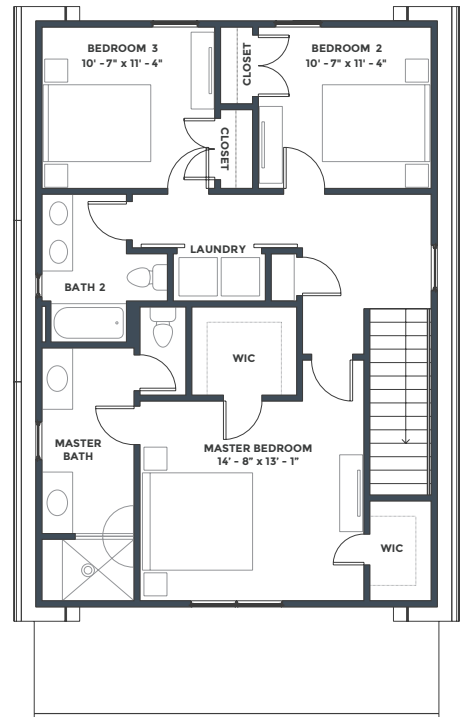 BEDROOM 3
10' - 7" x 11' - 4"
CLOSET
BEDROOM 2
10' - 7" x 11' - 4"
CLOSET
LAUNDRY
BATH 2
WIC
MASTER
BATH
MASTER BEDROOM
14' - 8" x 13' - 1"
WIC